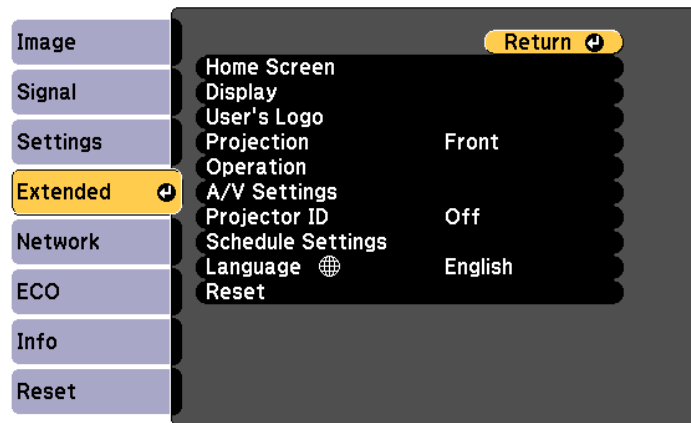 Image
Signal
Settings
Extended
Network
ECO
Info
Reset
Return
Home Screen
Display
User's Logo
Projection Front
Operation
A/V Settings
Projector ID Off
Schedule Settings
Language English
Reset